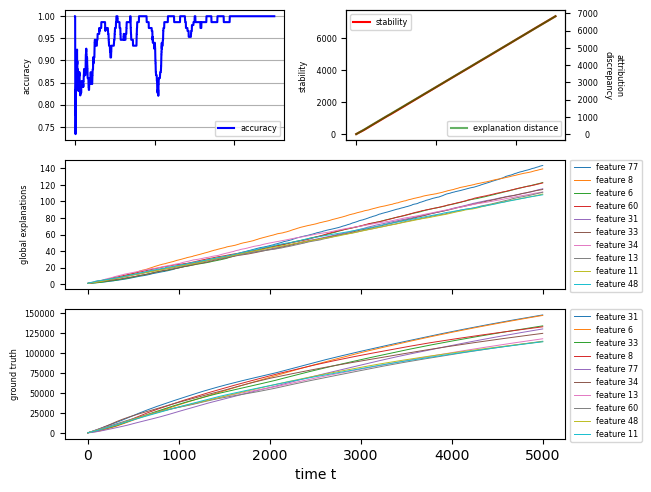 accuracy
1.00
0.95
0.90
0.85
0.80
0.75
accuracy
stability
6000
4000
2000
0
stability
explanation distance
7000
6000
5000
4000
3000
2000
1000
0
attribution
discrepancy
global explanations
140
120
100
80
60
40
20
0
feature 77
feature 8
feature 6
feature 60
feature 31
feature 33
feature 34
feature 13
feature 11
feature 48
ground truth
150000
125000
100000
75000
50000
25000
0
feature 31
feature 6
feature 33
feature 8
feature 77
feature 34
feature 13
feature 60
feature 48
feature 11
0 1000 2000 3000 4000 5000
time t